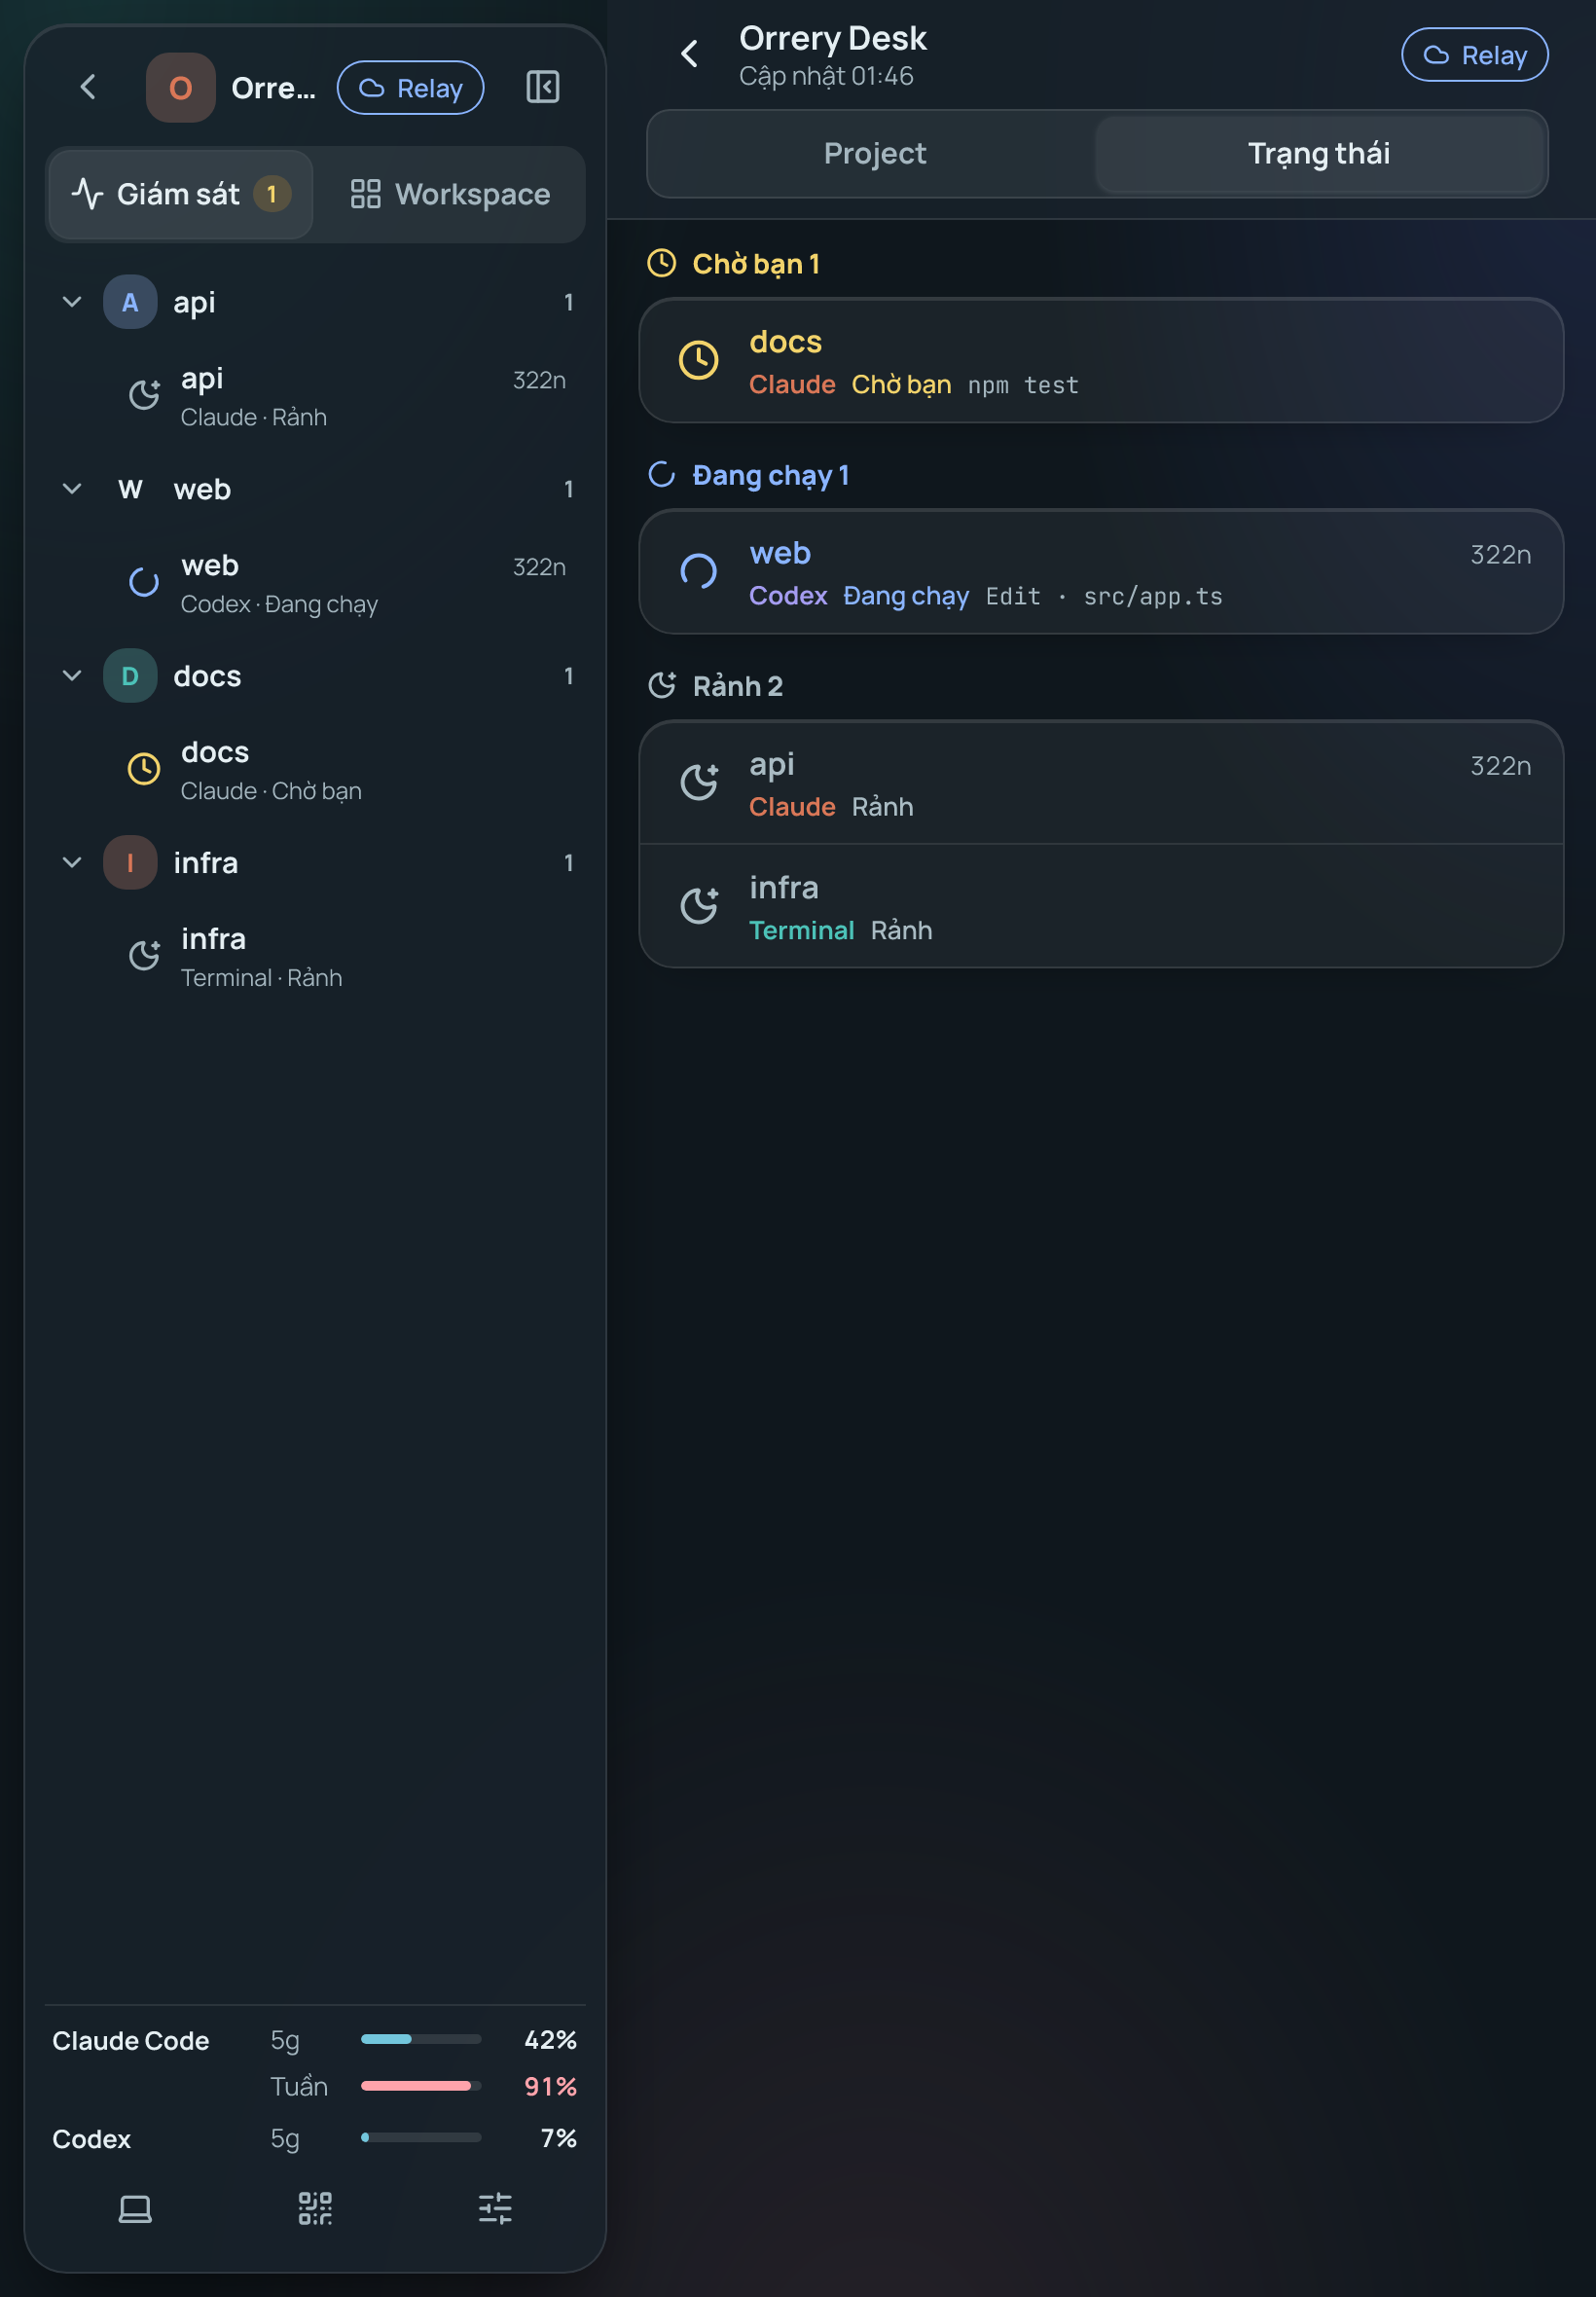 O Orre... Relay
Giám sát 1 Workspace
A api 1
api 322n
Claude · Rảnh
W web 1
web 322n
Codex · Đang chạy
D docs 1
docs
Claude · Chờ bạn
I infra 1
infra
Terminal · Rảnh
Claude Code 5g 42%
Tuần 91%
Codex 5g 7%
Orrery Desk
Cập nhật 01:46
Relay
Project Trạng thái
Chờ bạn 1
docs
Claude Chờ bạn npm test
Đang chạy 1
web 322n
Codex Đang chạy Edit · src/app.ts
Rảnh 2
api 322n
Claude Rảnh
infra
Terminal Rảnh